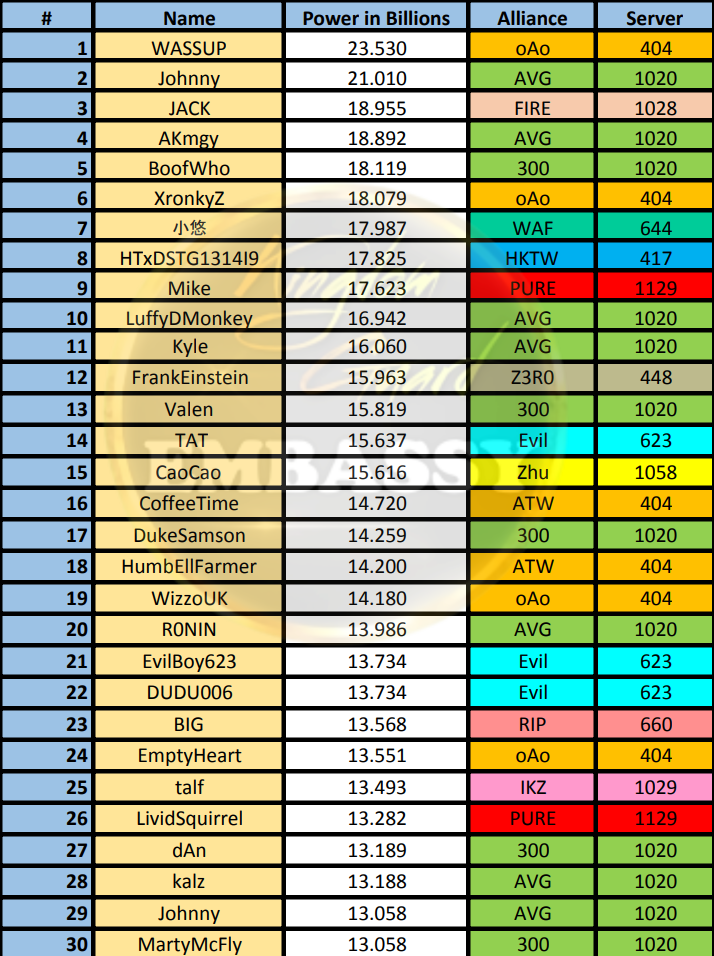 # Name Power in Billions Alliance Server
1 WASSUP 23.530 oAo 404
2 Johnny 21.010 AVG 1020
3 JACK 18.955 FIRE 1028
4 AKmgy 18.892 AVG 1020
5 BoofWho 18.119 300 1020
6 XronkyZ 18.079 oAo 404
7 小悠 17.987 WAF 644
8 HTxDSTG1314I9 17.825 HKTW 417
9 Mike 17.623 PURE 1129
10 LuffyDMonkey 16.942 AVG 1020
11 Kyle 16.060 AVG 1020
12 FrankEinstein 15.963 Z3R0 448
13 Valen 15.819 300 1020
14 TAT 15.637 Evil 623
15 CaoCao 15.616 Zhu 1058
16 CoffeeTime 14.720 ATW 404
17 DukeSamson 14.259 300 1020
18 HumbEllFarmer 14.200 ATW 404
19 WizzoUK 14.180 oAo 404
20 R0NIN 13.986 AVG 1020
21 EvilBoy623 13.734 Evil 623
22 DUDU006 13.734 Evil 623
23 BIG 13.568 RIP 660
24 EmptyHeart 13.551 oAo 404
25 talf 13.493 IKZ 1029
26 LividSquirrel 13.282 PURE 1129
27 dAn 13.189 300 1020
28 kalz 13.188 AVG 1020
29 Johnny 13.058 AVG 1020
30 MartyMcFly 13.058 300 1020
Kingdom
Guard
EMBASSY